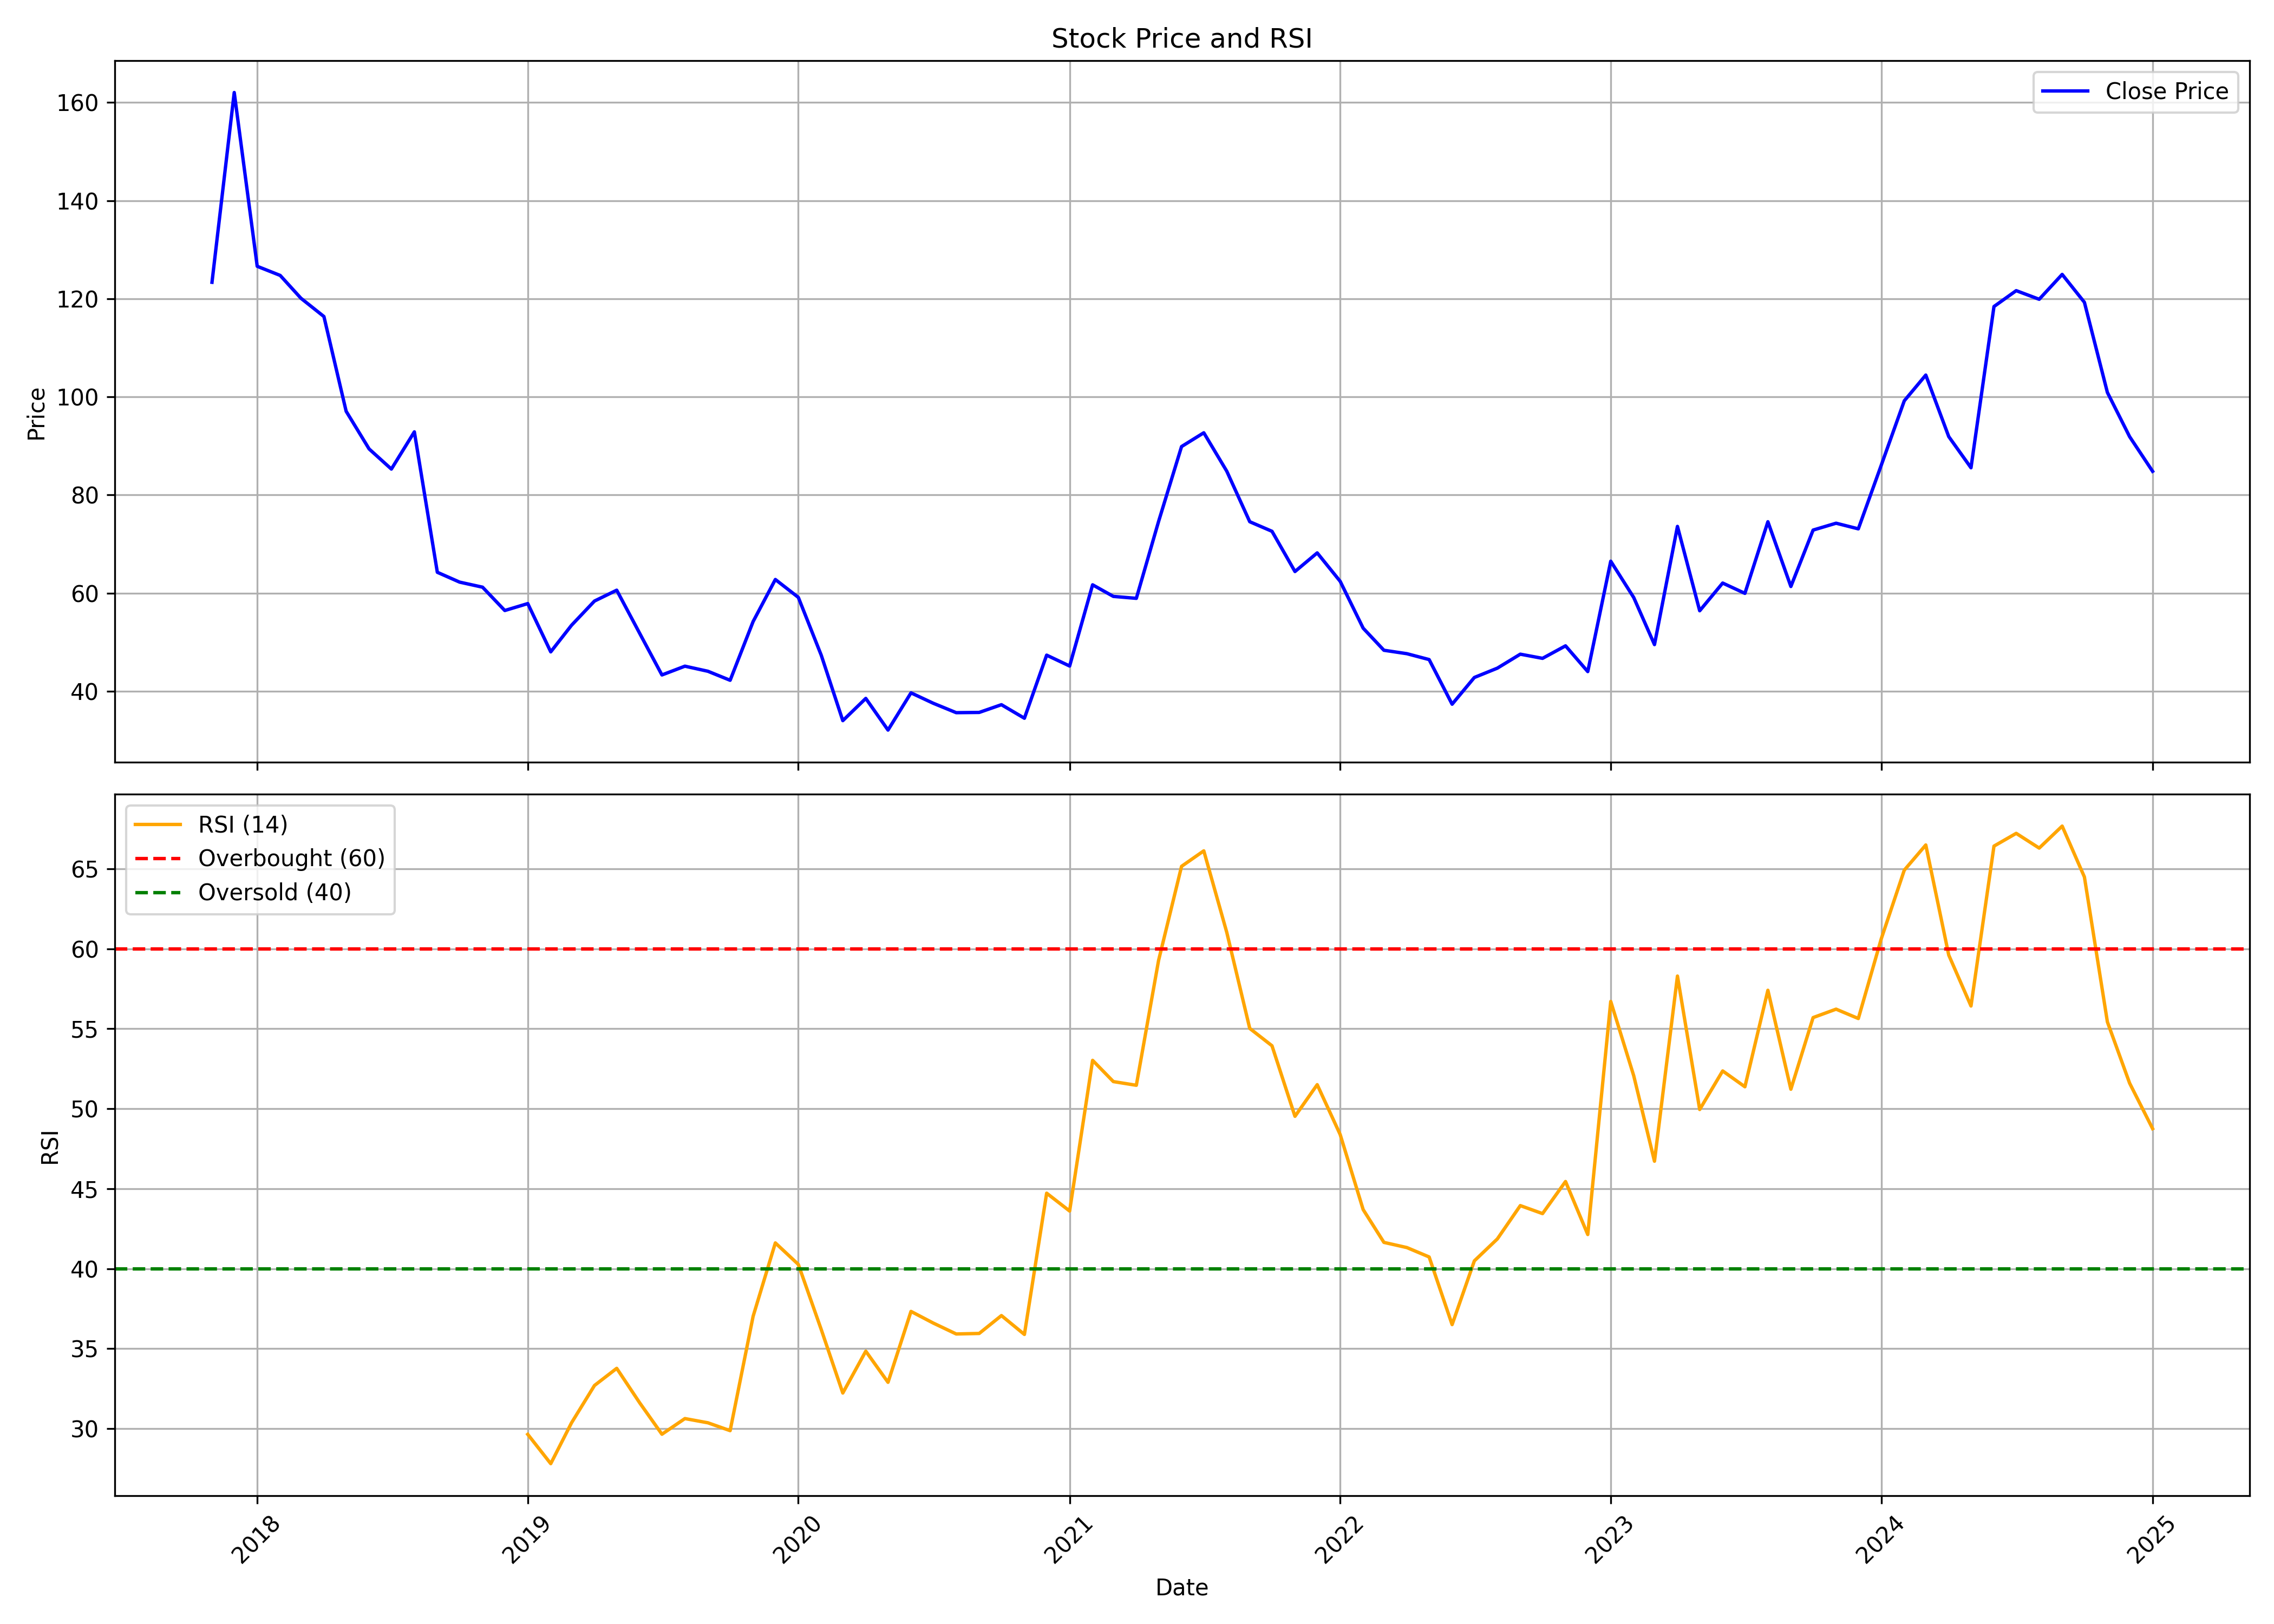 Stock Price and RSI
Close Price
160
140
120
100
80
60
40
Price
RSI (14)
Overbought (60)
Oversold (40)
65
60
55
50
45
40
35
30
RSI
2018
2019
2020
2021
2022
2023
2024
2025
Date